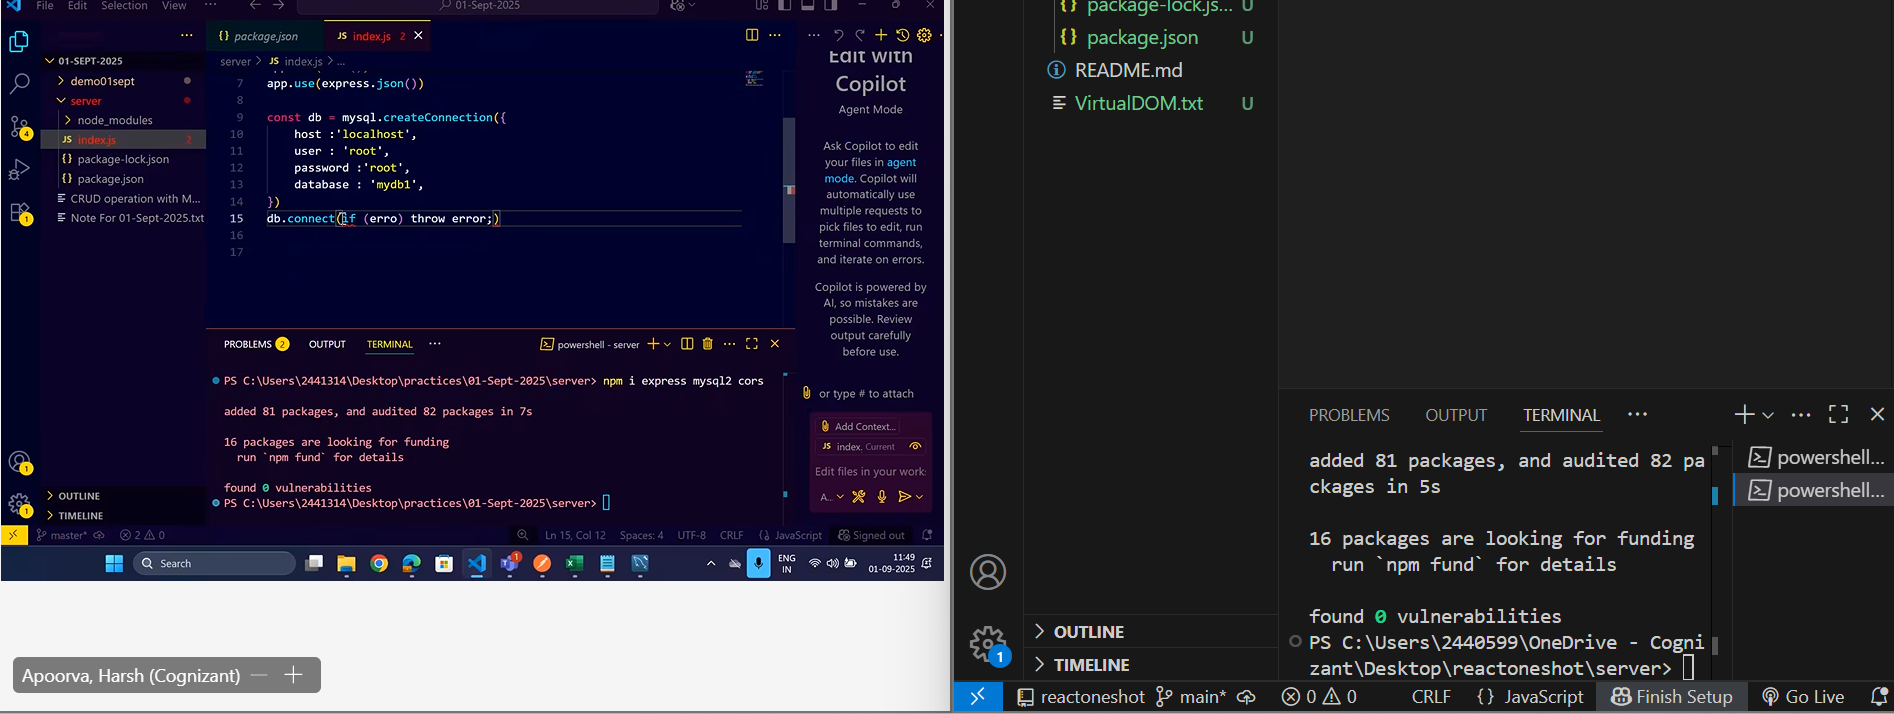 File Edit Selection View ··· 01-Sept-2025
{} package.json JS index.js 2
01-SEPT-2025
demo01sept
server
node_modules
JS index.js 2
{} package-lock.json
{} package.json
CRUD operation with M...
Note For 01-Sept-2025.txt
OUTLINE
TIMELINE
server > JS index.js > ...
7 app.use(express.json())
8
9 const db = mysql.createConnection({
10 host :'localhost',
11 user : 'root',
12 password :'root',
13 database : 'mydb1',
14 })
15 db.connect(if (erro) throw error;)
16
17
PROBLEMS 2 OUTPUT TERMINAL ··· powershell - server
PS C:\Users\2441314\Desktop\practices\01-Sept-2025\server> npm i express mysql2 cors
added 81 packages, and audited 82 packages in 7s
16 packages are looking for funding
run `npm fund` for details
found 0 vulnerabilities
PS C:\Users\2441314\Desktop\practices\01-Sept-2025\server>
Edit with
Copilot
Agent Mode
Ask Copilot to edit
your files in agent
mode. Copilot will
automatically use
multiple requests to
pick files to edit, run
terminal commands,
and iterate on errors.
Copilot is powered by
AI, so mistakes are
possible. Review
output carefully
before use.
or type # to attach
Add Context...
JS index. Current
Edit files in your work:
A...
4
1
1
1
master* 2 0 Ln 15, Col 12 Spaces: 4 UTF-8 CRLF {} JavaScript Signed out
Search 1 ENG
IN
11:49
01-09-2025
Apoorva, Harsh (Cognizant)
{} package-lock.js... U
{} package.json U
README.md
VirtualDOM.txt U
OUTLINE
TIMELINE
1
PROBLEMS OUTPUT TERMINAL ···
added 81 packages, and audited 82 pa
ckages in 5s
16 packages are looking for funding
run `npm fund` for details
found 0 vulnerabilities
PS C:\Users\2440599\OneDrive - Cogni
zant\Desktop\reactoneshot\server>
powershell...
powershell...
reactoneshot main* 0 0 CRLF {} JavaScript Finish Setup Go Live